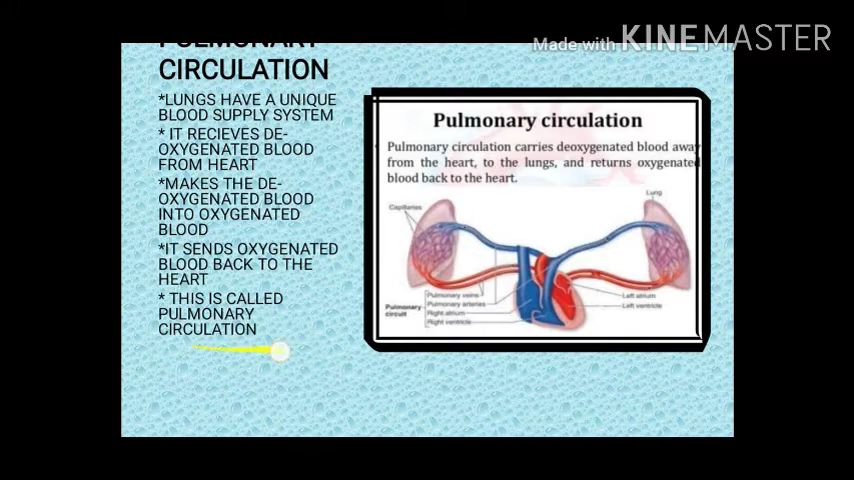 Made with KINEMASTER
PULMONARY
CIRCULATION
*LUNGS HAVE A UNIQUE
BLOOD SUPPLY SYSTEM
* IT RECIEVES DE-
OXYGENATED BLOOD
FROM HEART
*MAKES THE DE-
OXYGENATED BLOOD
INTO OXYGENATED
BLOOD
*IT SENDS OXYGENATED
BLOOD BACK TO THE
HEART
* THIS IS CALLED
PULMONARY
CIRCULATION
Pulmonary circulation
Pulmonary circulation carries deoxygenated blood away
from the heart, to the lungs, and returns oxygenated
blood back to the heart.
Lung
Capillaries
Pulmonary
circuit
Pulmonary veins
Pulmonary arteries
Right atrium
Right ventricle
Left atrium
Left ventricle